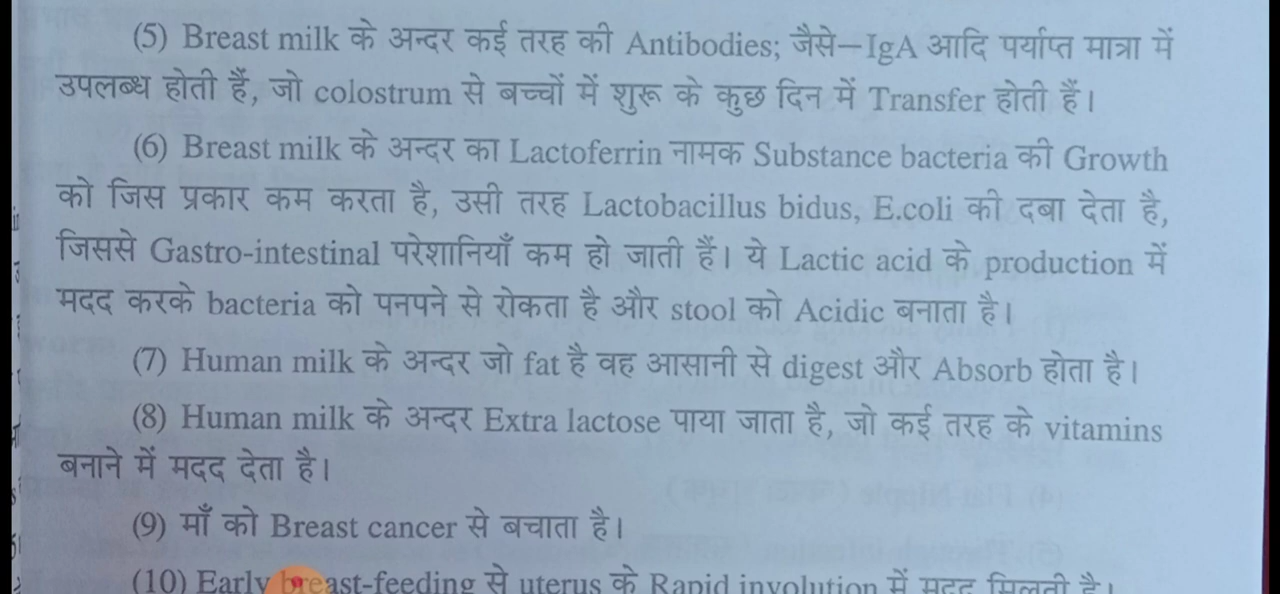 (5) Breast milk के अन्दर कई तरह की Antibodies; जैसे–IgA आदि पर्याप्त मात्रा में
उपलब्ध होती हैं, जो colostrum से बच्चों में शुरू के कुछ दिन में Transfer होती हैं।
(6) Breast milk के अन्दर का Lactoferrin नामक Substance bacteria की Growth
को जिस प्रकार कम करता है, उसी तरह Lactobacillus bidus, E.coli की दबा देता है,
जिससे Gastro-intestinal परेशानियाँ कम हो जाती हैं। ये Lactic acid के production में
मदद करके bacteria को पनपने से रोकता है और stool को Acidic बनाता है।
(7) Human milk के अन्दर जो fat है वह आसानी से digest और Absorb होता है।
(8) Human milk के अन्दर Extra lactose पाया जाता है, जो कई तरह के vitamins
बनाने में मदद देता है।
(9) माँ को Breast cancer से बचाता है।
(10) Early breast-feeding से uterus के Rapid involution में मदद मिलती है।